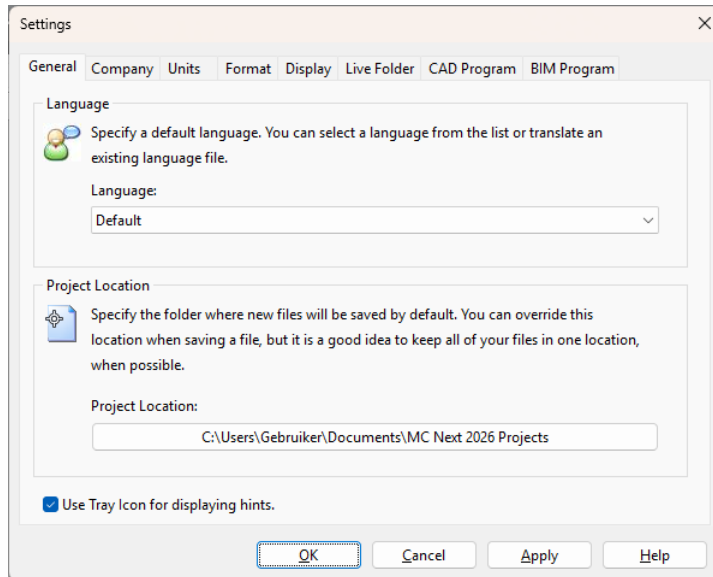 Settings
General Company Units Format Display Live Folder CAD Program BIM Program
Language
Specify a default language. You can select a language from the list or translate an
existing language file.
Language:
Default
Project Location
Specify the folder where new files will be saved by default. You can override this
location when saving a file, but it is a good idea to keep all of your files in one location,
when possible.
Project Location:
C:\Users\Gebruiker\Documents\MC Next 2026 Projects
Use Tray Icon for displaying hints.
OK Cancel Apply Help